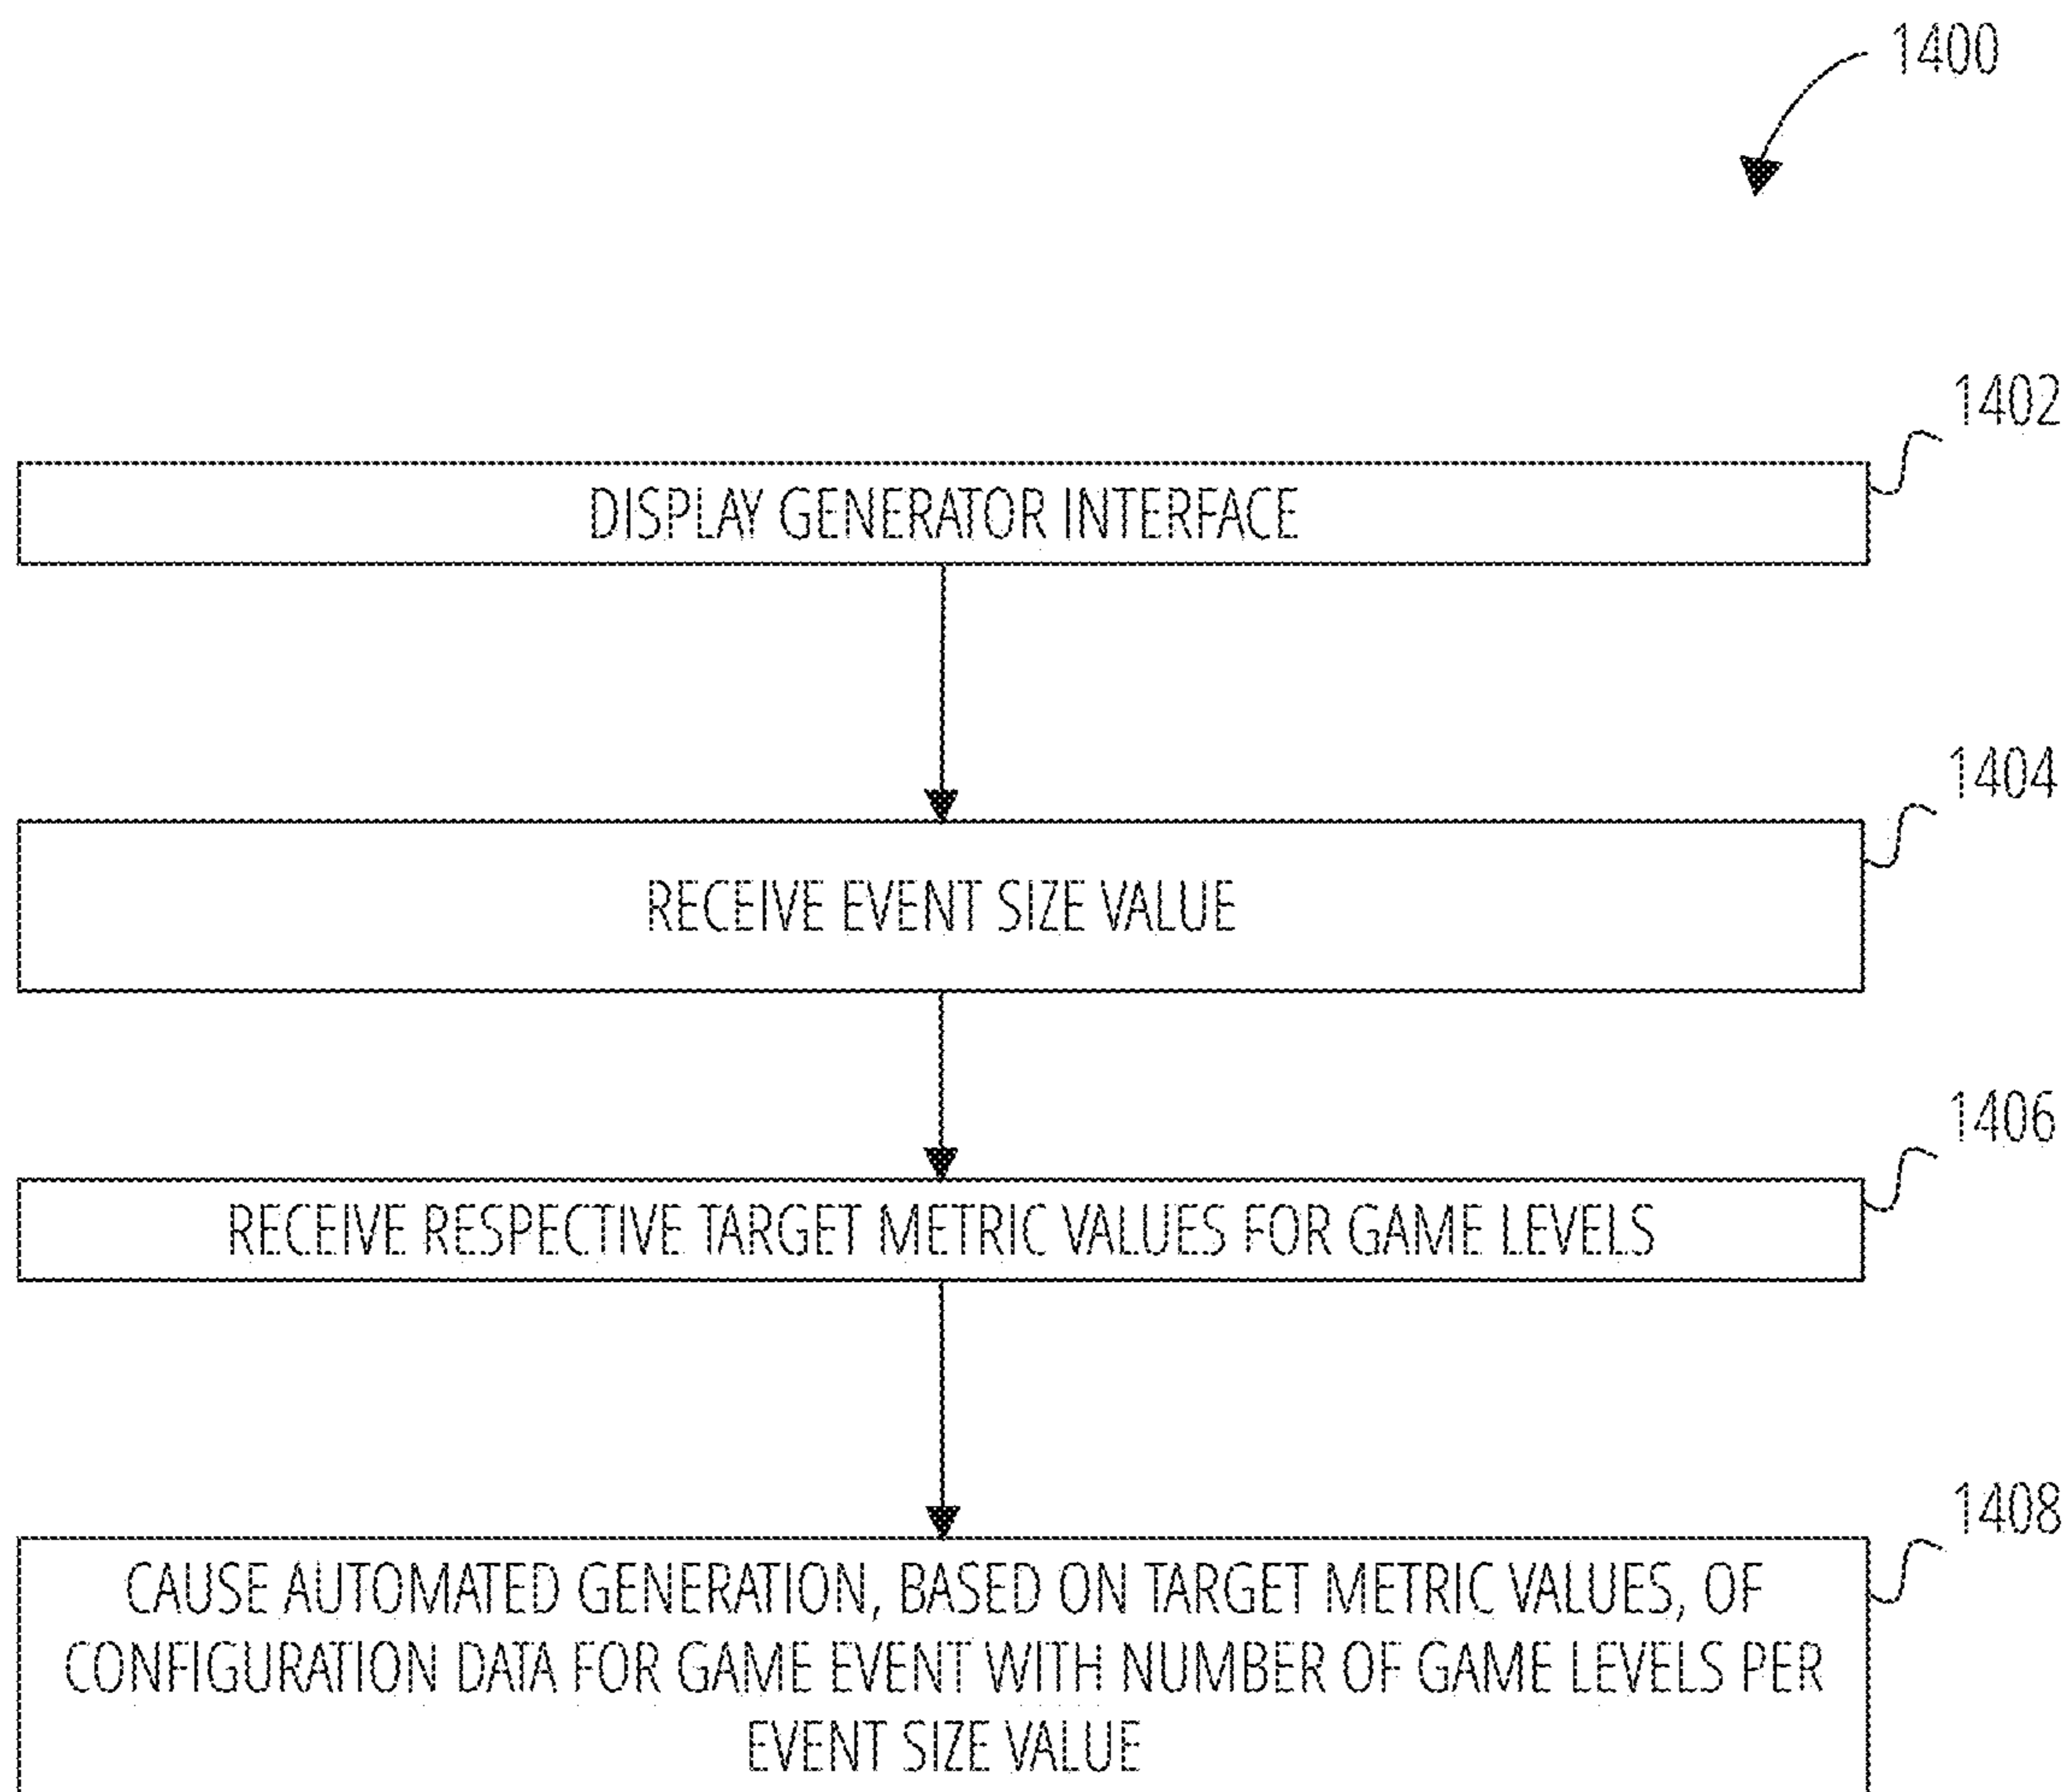 1400
1402
DISPLAY GENERATOR INTERFACE
1404
RECEIVE EVENT SIZE VALUE
1406
RECEIVE RESPECTIVE TARGET METRIC VALUES FOR GAME LEVELS
1408
CAUSE AUTOMATED GENERATION, BASED ON TARGET METRIC VALUES, OF
CONFIGURATION DATA FOR GAME EVENT WITH NUMBER OF GAME LEVELS PER
EVENT SIZE VALUE